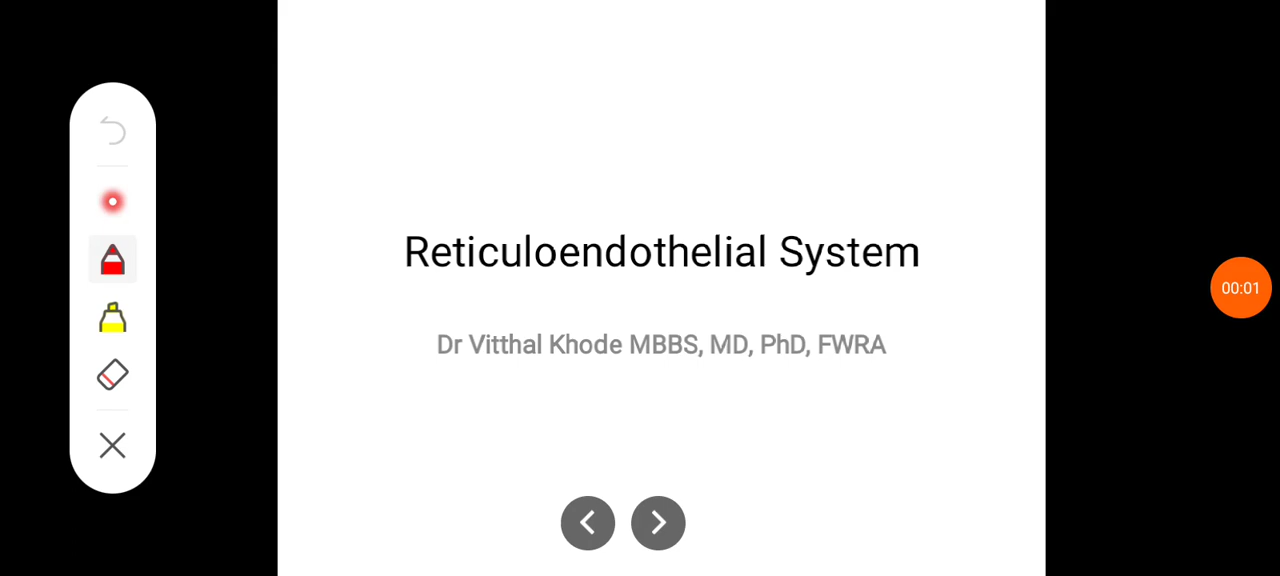 Reticuloendothelial System
Dr Vitthal Khode MBBS, MD, PhD, FWRA
00:01